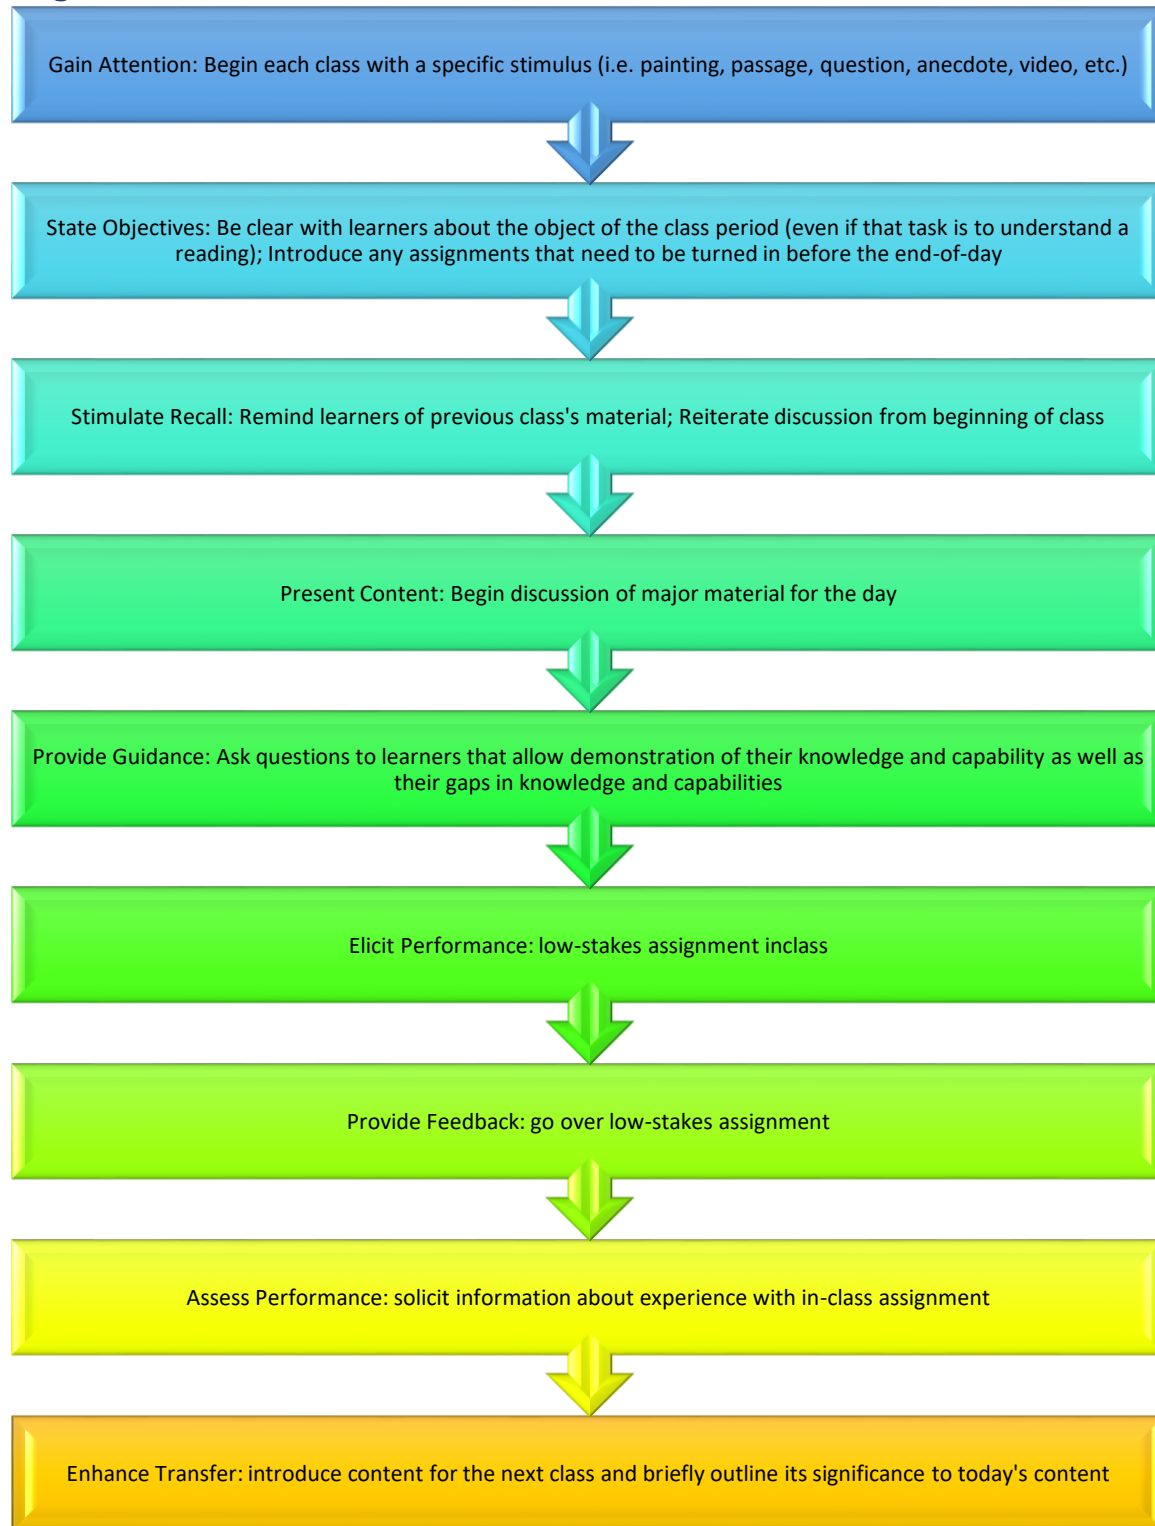 Gain Attention: Begin each class with a specific stimulus (i.e. painting, passage, question, anecdote, video, etc.)
State Objectives: Be clear with learners about the object of the class period (even if that task is to understand a
reading); Introduce any assignments that need to be turned in before the end-of-day
Stimulate Recall: Remind learners of previous class's material; Reiterate discussion from beginning of class
Present Content: Begin discussion of major material for the day
Provide Guidance: Ask questions to learners that allow demonstration of their knowledge and capability as well as
their gaps in knowledge and capabilities
Elicit Performance: low-stakes assignment inclass
Provide Feedback: go over low-stakes assignment
Assess Performance: solicit information about experience with in-class assignment
Enhance Transfer: introduce content for the next class and briefly outline its significance to today's content